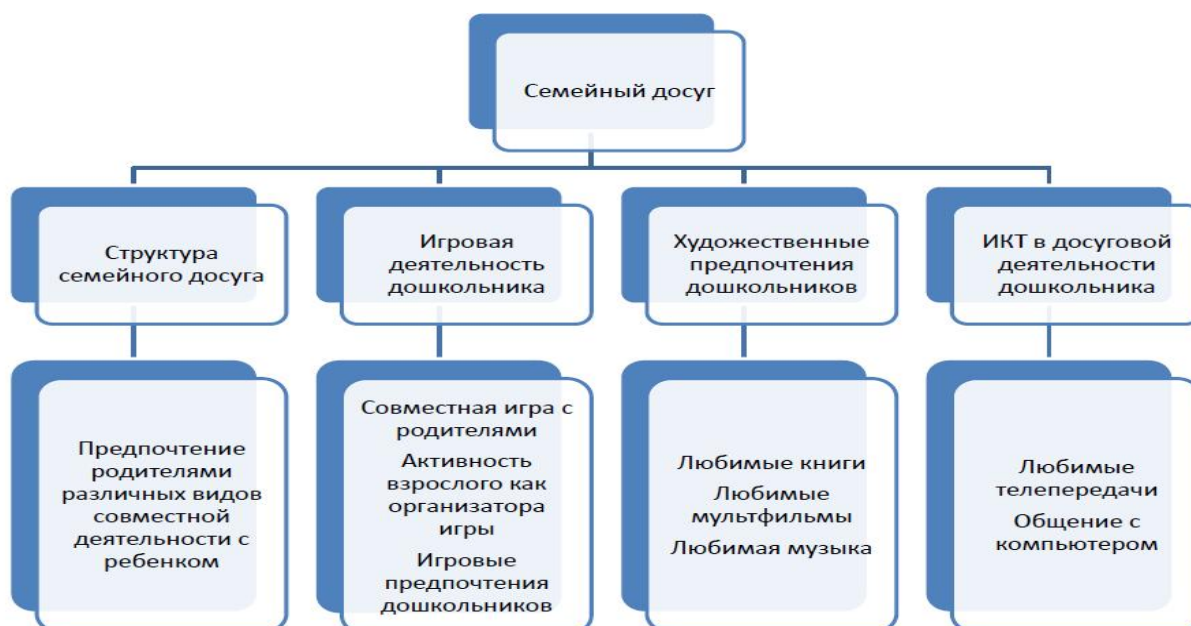 Семейный досуг
Структура
семейного досуга
Игровая
деятельность
дошкольника
Художественные
предпочтения
дошкольников
ИКТ в досуговой
деятельности
дошкольника
Предпочтение
родителями
различных видов
совместной
деятельности с
ребенком
Совместная игра с
родителями
Активность
взрослого как
организатора
игры
Игровые
предпочтения
дошкольников
Любимые книги
Любимые
мультфильмы
Любимая музыка
Любимые
телепередачи
Общение с
компьютером